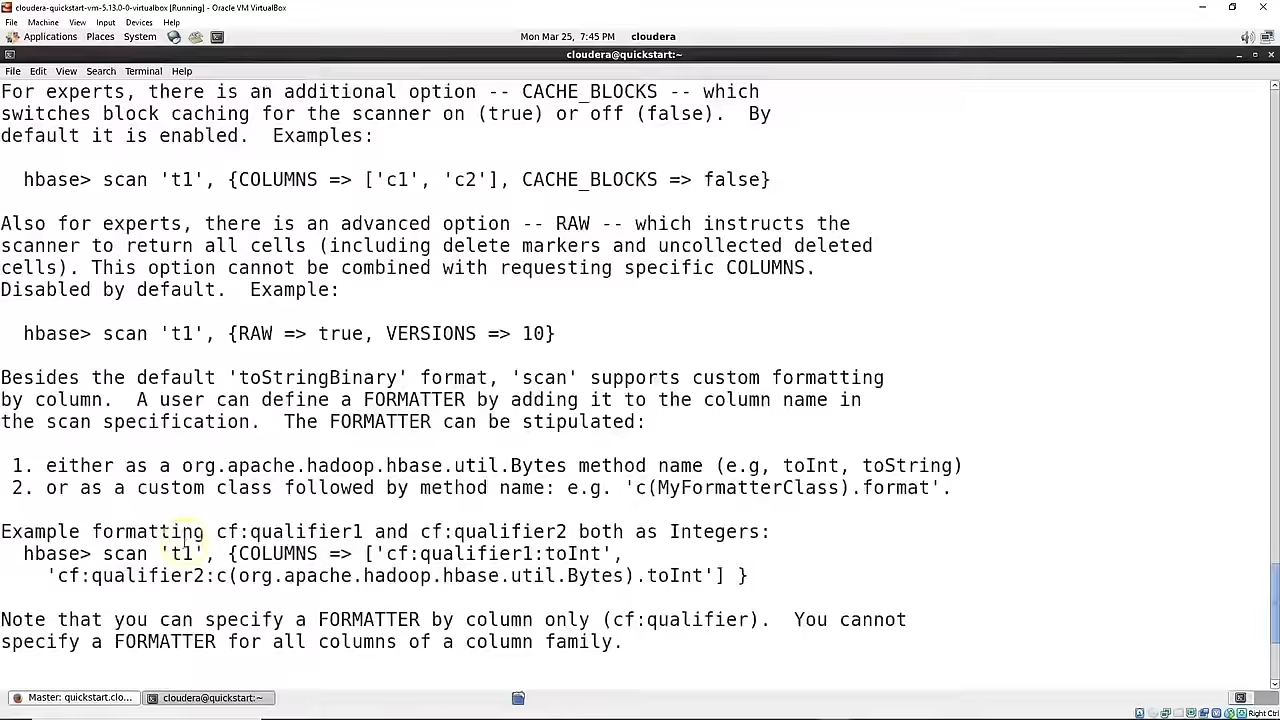 cloudera-quickstart-vm-5.13.0-0-virtualbox [Running] - Oracle VM VirtualBox
File Machine View Input Devices Help
Applications Places System Mon Mar 25, 7:45 PM cloudera
cloudera@quickstart:~
File Edit View Search Terminal Help
For experts, there is an additional option -- CACHE_BLOCKS -- which
switches block caching for the scanner on (true) or off (false).  By
default it is enabled.  Examples:
hbase> scan 't1', {COLUMNS => ['c1', 'c2'], CACHE_BLOCKS => false}
Also for experts, there is an advanced option -- RAW -- which instructs the
scanner to return all cells (including delete markers and uncollected deleted
cells). This option cannot be combined with requesting specific COLUMNS.
Disabled by default.  Example:
hbase> scan 't1', {RAW => true, VERSIONS => 10}
Besides the default 'toStringBinary' format, 'scan' supports custom formatting
by column.  A user can define a FORMATTER by adding it to the column name in
the scan specification.  The FORMATTER can be stipulated:
1. either as a org.apache.hadoop.hbase.util.Bytes method name (e.g, toInt, toString)
2. or as a custom class followed by method name: e.g. 'c(MyFormatterClass).format'.
Example formatting cf:qualifier1 and cf:qualifier2 both as Integers:
hbase> scan 't1', {COLUMNS => ['cf:qualifier1:toInt',
'cf:qualifier2:c(org.apache.hadoop.hbase.util.Bytes).toInt'] }
Note that you can specify a FORMATTER by column only (cf:qualifier).  You cannot
specify a FORMATTER for all columns of a column family.
Master: quickstart.clo... cloudera@quickstart:~
Right Ctrl